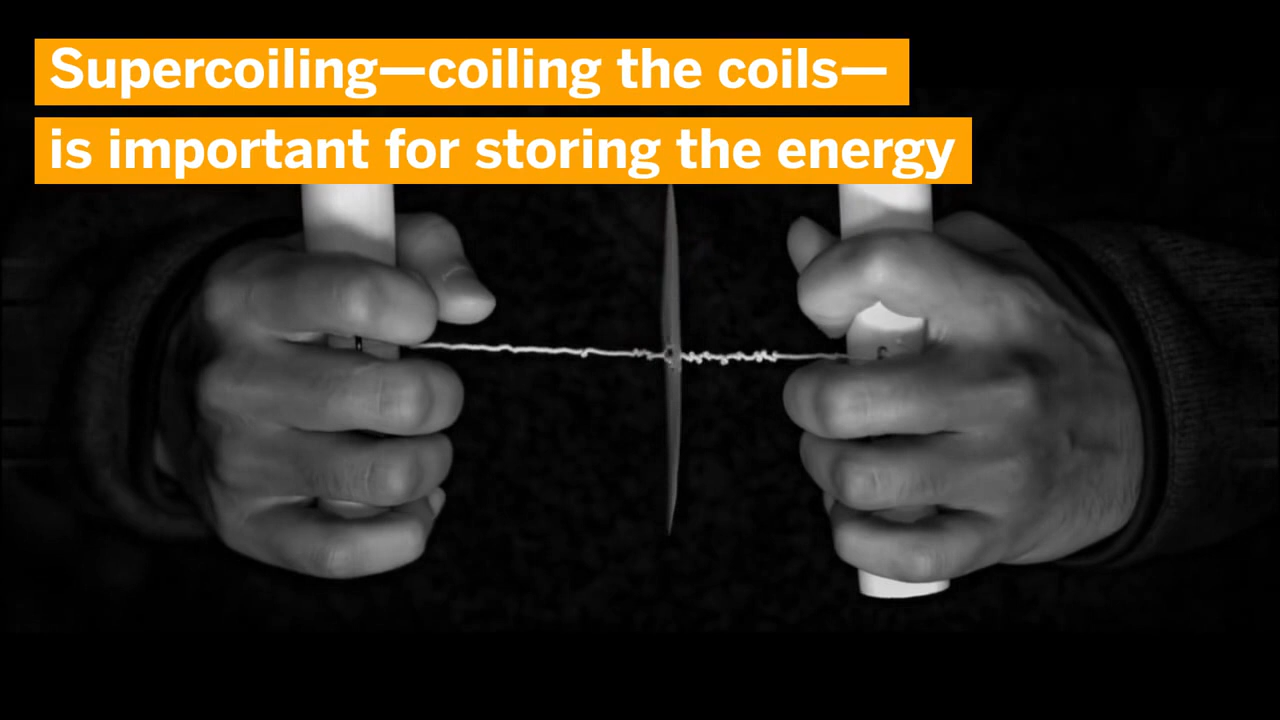 Supercoiling—coiling the coils—
is important for storing the energy